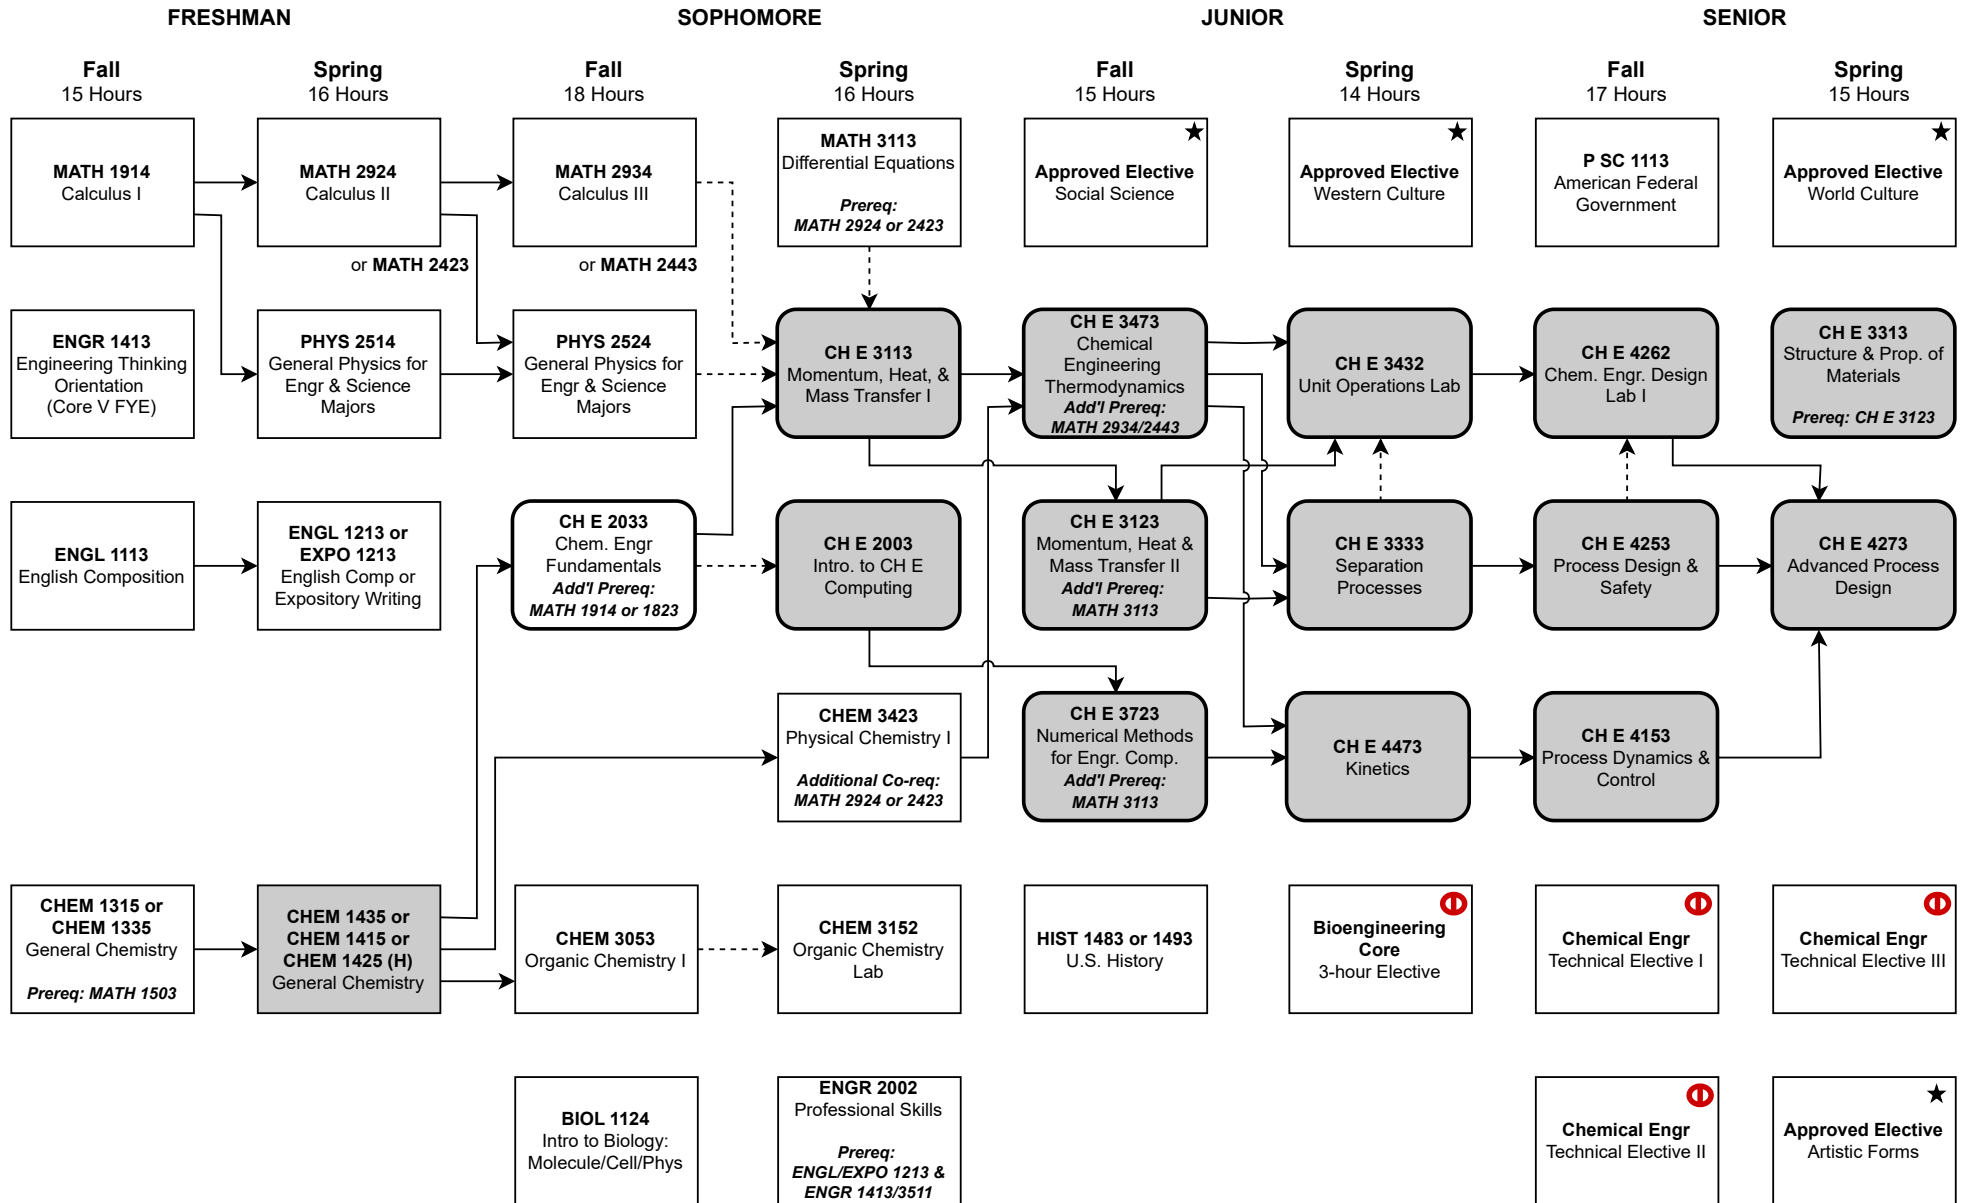 FRESHMAN
SOPHOMORE
JUNIOR
SENIOR
Fall
15 Hours
Spring
16 Hours
Fall
18 Hours
Spring
16 Hours
Fall
15 Hours
Spring
14 Hours
Fall
17 Hours
Spring
15 Hours
MATH 1914
Calculus I
MATH 2924
Calculus II
or MATH 2423
MATH 2934
Calculus III
or MATH 2443
MATH 3113
Differential Equations
Prereq:
MATH 2924 or 2423
Approved Elective
Social Science
Approved Elective
Western Culture
P SC 1113
American Federal
Government
Approved Elective
World Culture
ENGR 1413
Engineering Thinking
Orientation
(Core V FYE)
PHYS 2514
General Physics for
Engr & Science
Majors
PHYS 2524
General Physics for
Engr & Science
Majors
CH E 3113
Momentum, Heat, &
Mass Transfer I
CH E 3473
Chemical
Engineering
Thermodynamics
Add'l Prereq:
MATH 2934/2443
CH E 3432
Unit Operations Lab
CH E 4262
Chem. Engr. Design
Lab I
CH E 3313
Structure & Prop. of
Materials
Prereq: CH E 3123
ENGL 1113
English Composition
ENGL 1213 or
EXPO 1213
English Comp or
Expository Writing
CH E 2033
Chem. Engr
Fundamentals
Add'l Prereq:
MATH 1914 or 1823
CH E 2003
Intro. to CH E
Computing
CH E 3123
Momentum, Heat &
Mass Transfer II
Add'l Prereq:
MATH 3113
CH E 3333
Separation
Processes
CH E 4253
Process Design &
Safety
CH E 4273
Advanced Process
Design
CHEM 3423
Physical Chemistry I
Additional Co-req:
MATH 2924 or 2423
CH E 3723
Numerical Methods
for Engr. Comp.
Add'l Prereq:
MATH 3113
CH E 4473
Kinetics
CH E 4153
Process Dynamics &
Control
CHEM 1315 or
CHEM 1335
General Chemistry
Prereq: MATH 1503
CHEM 1435 or
CHEM 1415 or
CHEM 1425 (H)
General Chemistry
CHEM 3053
Organic Chemistry I
CHEM 3152
Organic Chemistry
Lab
HIST 1483 or 1493
U.S. History
Bioengineering
Core
3-hour Elective
Chemical Engr
Technical Elective I
Chemical Engr
Technical Elective III
BIOL 1124
Intro to Biology:
Molecule/Cell/Phys
ENGR 2002
Professional Skills
Prereq:
ENGL/EXPO 1213 &
ENGR 1413/3511
Chemical Engr
Technical Elective II
Approved Elective
Artistic Forms